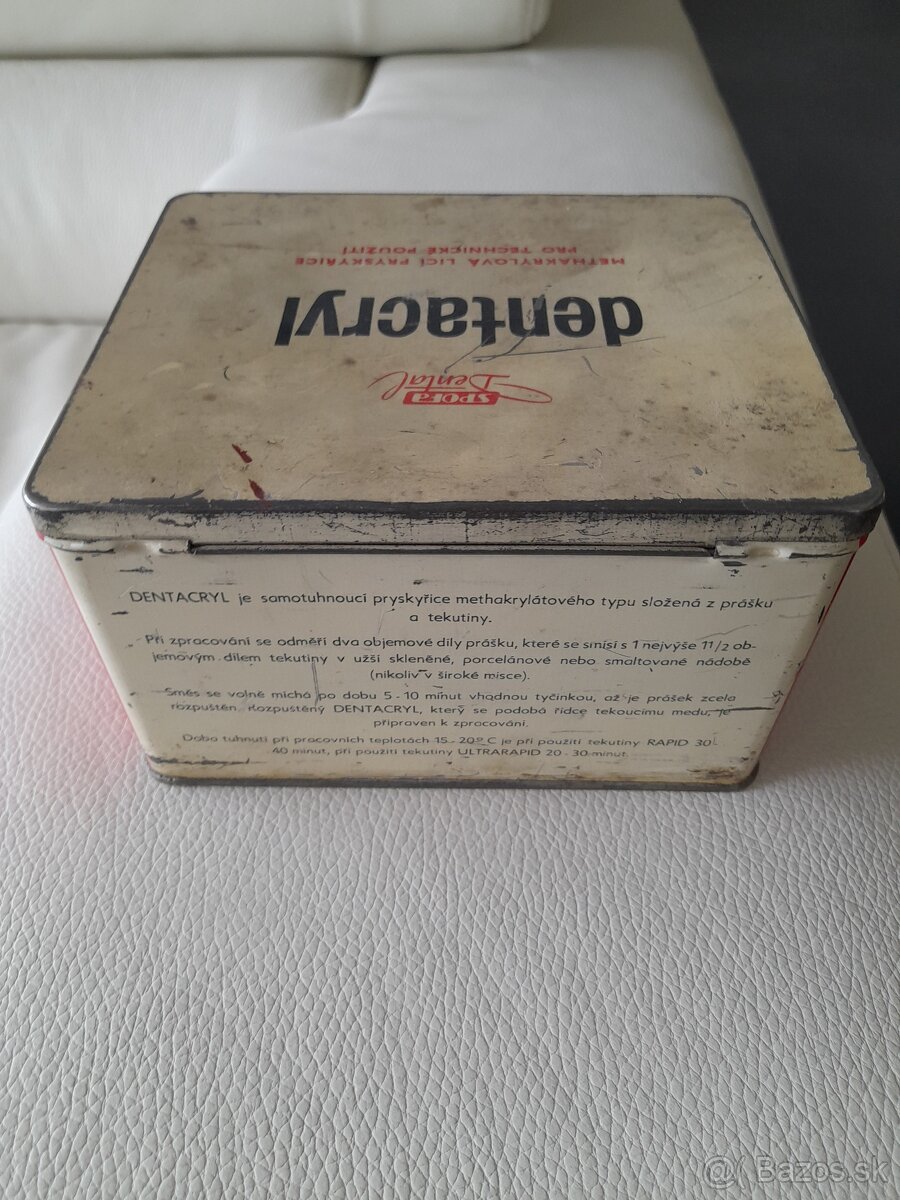 METHAKRYLOVÁ LICÍ PRYSKYŘICE
PRO TECHNICKÉ POUŽITÍ
dentacryl
SPOFA
Dental
DENTACRYL je samotuhnoucí pryskyřice methakrylátového typu složená z prášku
a tekutiny.
Při zpracování se odměří dva objemové díly prášku, které se smísí s 1 nejvýše 11/2 ob-
jemovým dílem tekutiny v užší skleněné, porcelánové nebo smaltované nádobě
(nikoliv v široké misce).
Směs se volně míchá po dobu 5 - 10 minut vhodnou tyčinkou, až je prášek zcela
rozpuštěn. Rozpuštěný DENTACRYL, který se podobá řídce tekoucímu medu, je
připraven k zpracování.
Doba tuhnutí při pracovních teplotách 15 - 20° C je při použití tekutiny RAPID 30 -
40 minut, při použití tekutiny ULTRARAPID 20 - 30 minut.
@( Bazos.sk